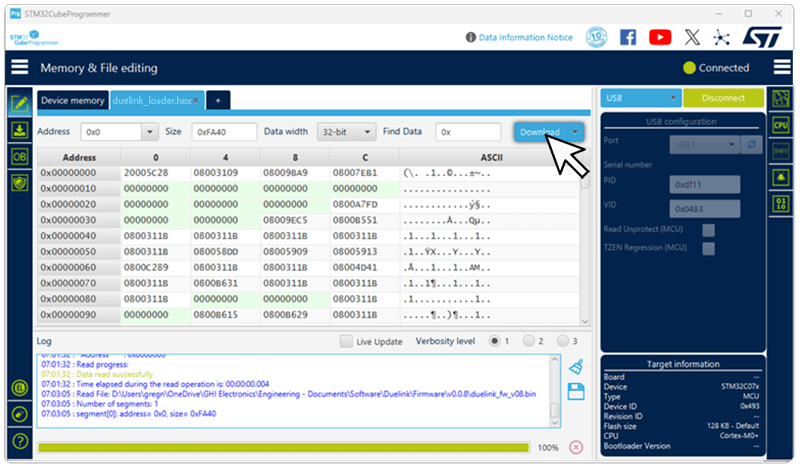 Prg STM32CubeProgrammer
STM32
CubeProgrammer
Data Information Notice
Memory & File editing
Connected
Device memory
duelink_loader.hex ×
+
Address 0x0 Size 0xFA40 Data width 32-bit Find Data 0x Download
Address 0 4 8 C ASCII
0x00000000 20005C28 08003109 08009BA9 08007EB1 (\. .1..©...±~..
0x00000010 00000000 00000000 00000000 00000000 ................
0x00000020 00000000 00000000 00000000 0800A7FD ............ý§..
0x00000030 00000000 00000000 08009EC5 0800B551 ........Å...Qµ..
0x00000040 0800311B 0800311B 0800311B 0800311B .1...1...1...1..
0x00000050 0800311B 080058DD 08005909 08005913 .1..ÝX...Y...Y..
0x00000060 0800C289 0800311B 0800311B 08004D41 .Â...1...1..AM..
0x00000070 0800311B 0800B631 0800311B 0800311B .1..1¶...1...1..
0x00000080 0800311B 00000000 00000000 0800311B .1...........1..
0x00000090 00000000 0800B615 0800B629 0800311B .....¶..)¶...1..
Log
Live Update Verbosity level 1 2 3
07:01:32 : Address : 0x0000000
07:01:32 : Read progress:
07:01:32 : Data read successfully
07:01:32 : Time elapsed during the read operation is: 00:00:00.004
07:03:05 : Read File: D:\Users\gregn\OneDrive\GHI Electronics\Engineering - Documents\Software\Duelink\Firmware\v0.0.8\duelink_fw_v08.bin
07:03:05 : Number of segments: 1
07:03:05 : segment[0]: address= 0x0, size= 0xFA40
100%
USB
Disconnect
USB configuration
Port USB1
Serial number
PID 0xdf11
VID 0x0483
Read Unprotect (MCU)
TZEN Regression (MCU)
Target information
Board --
Device STM32C07x
Type MCU
Device ID 0x493
Revision ID --
Flash size 128 KB - Default
CPU Cortex-M0+
Bootloader Version --
OB
CPU
SWV